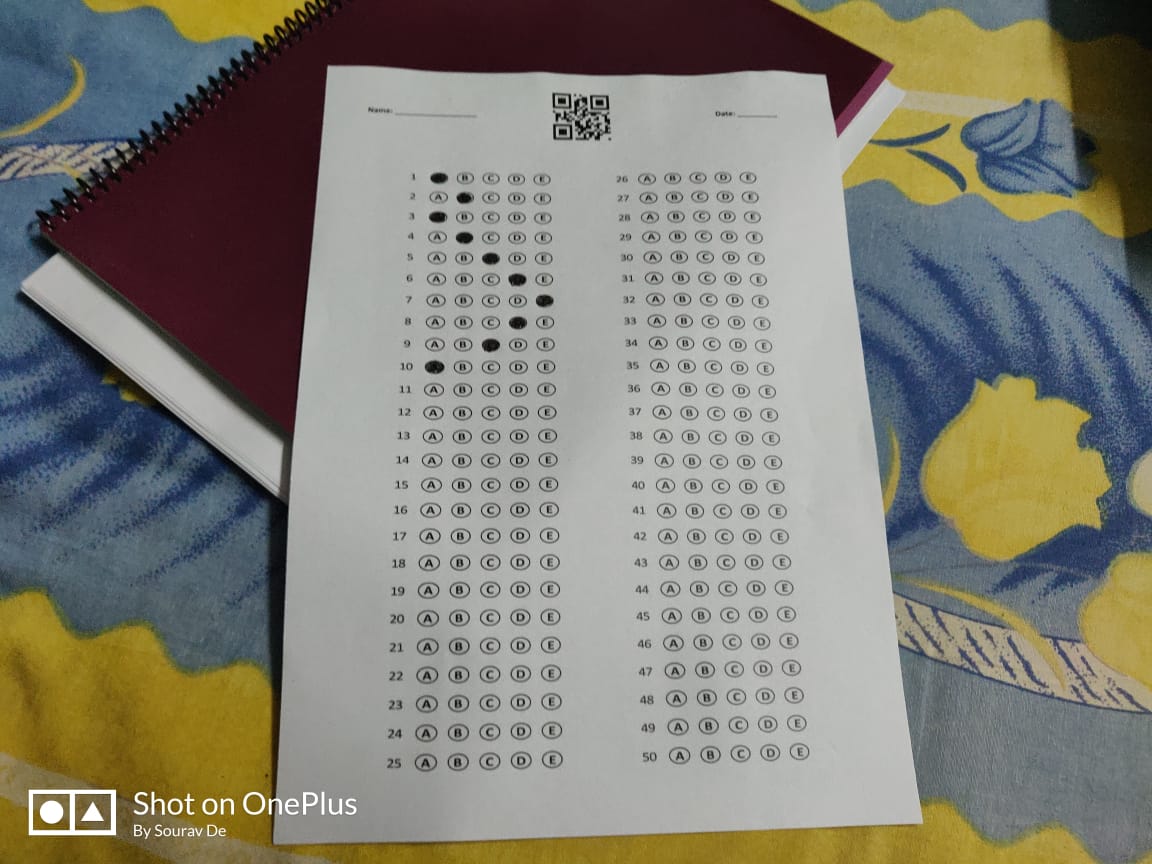 Name: ____________ Date: ______
1 B C D E
2 A C D E
3 B C D E
4 A C D E
5 A B D E
6 A B C E
7 A B C D
8 A B C E
9 A B D E
10 B C D E
11 A B C D E
12 A B C D E
13 A B C D E
14 A B C D E
15 A B C D E
16 A B C D E
17 A B C D E
18 A B C D E
19 A B C D E
20 A B C D E
21 A B C D E
22 A B C D E
23 A B C D E
24 A B C D E
25 A B C D E
26 A B C D E
27 A B C D E
28 A B C D E
29 A B C D E
30 A B C D E
31 A B C D E
32 A B C D E
33 A B C D E
34 A B C D E
35 A B C D E
36 A B C D E
37 A B C D E
38 A B C D E
39 A B C D E
40 A B C D E
41 A B C D E
42 A B C D E
43 A B C D E
44 A B C D E
45 A B C D E
46 A B C D E
47 A B C D E
48 A B C D E
49 A B C D E
50 A B C D E
Shot on OnePlus
By Sourav De